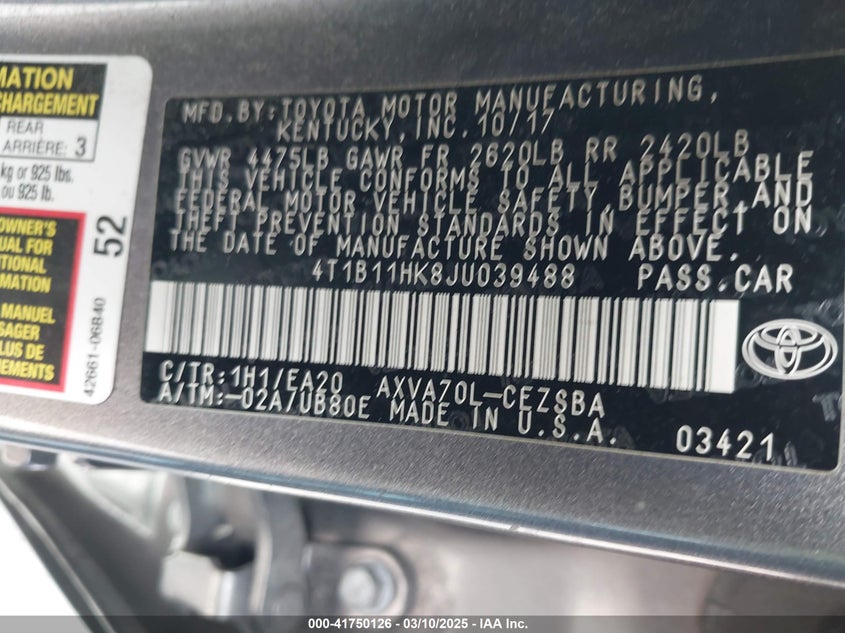 MATION
CHARGEMENT
REAR
ARRIÈRE: 3
kg or 925 lbs.
ou 925 lb.
OWNER'S
UAL FOR
ITIONAL
RMATION
MANUEL
SAGER
LUS DE
NEMENTS
52
42661-06B40
MFD.BY:TOYOTA MOTOR MANUFACTURING,
KENTUCKY,INC.10/17
GVWR 4475LB GAWR FR 2620LB RR 2420LB
THIS VEHICLE CONFORMS TO ALL APPLICABLE
FEDERAL MOTOR VEHICLE SAFETY,BUMPER,AND
THEFT PREVENTION STANDARDS IN EFFECT ON
THE DATE OF MANUFACTURE SHOWN ABOVE.
4T1B11HK8JU039488 PASS.CAR
C/TR:1H1/EA20 AXVA70L-CEZSBA
A/TM:-02A/UB80E MADE IN U.S.A. 03421
000-41750126 — 03/10/2025 — IAA Inc.